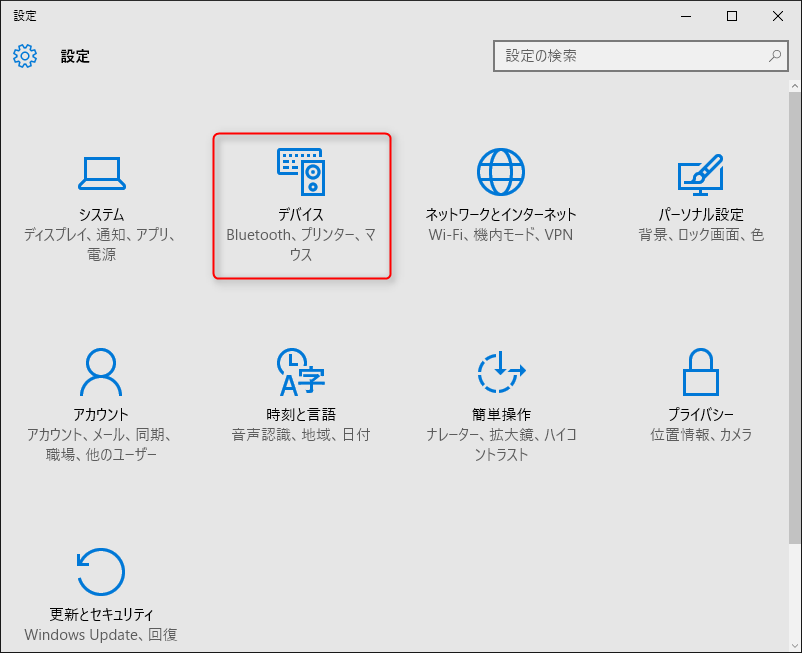 設定
設定
設定の検索
システム
ディスプレイ、通知、アプリ、
電源
デバイス
Bluetooth、プリンター、マ
ウス
ネットワークとインターネット
Wi-Fi、機内モード、VPN
パーソナル設定
背景、ロック画面、色
アカウント
アカウント、メール、同期、
職場、他のユーザー
時刻と言語
音声認識、地域、日付
簡単操作
ナレーター、拡大鏡、ハイコ
ントラスト
プライバシー
位置情報、カメラ
更新とセキュリティ
Windows Update、回復